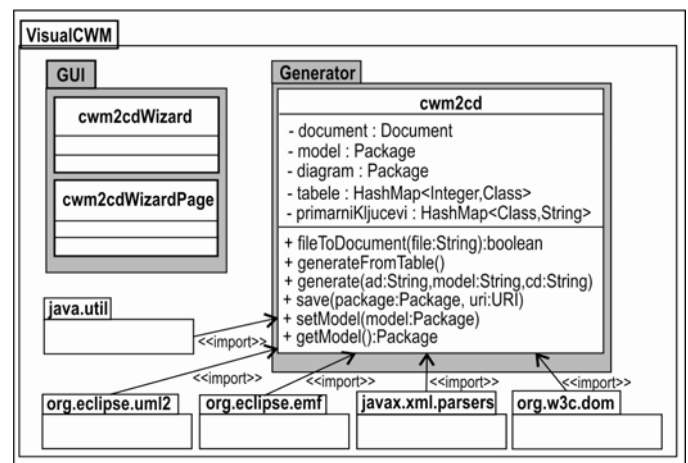 VisualCWM
GUI
cwm2cdWizard
cwm2cdWizardPage
Generator
cwm2cd
- document : Document
- model : Package
- diagram : Package
- tabele : HashMap<Integer,Class>
- primarniKljucevi : HashMap<Class,String>
+ fileToDocument(file:String):boolean
+ generateFromTable()
+ generate(ad:String,model:String,cd:String)
+ save(package:Package, uri:URI)
+ setModel(model:Package)
+ getModel():Package
java.util
<<import>>
<<import>>
<<import>>
<<import>>
<<import>>
org.eclipse.uml2
org.eclipse.emf
javax.xml.parsers
org.w3c.dom